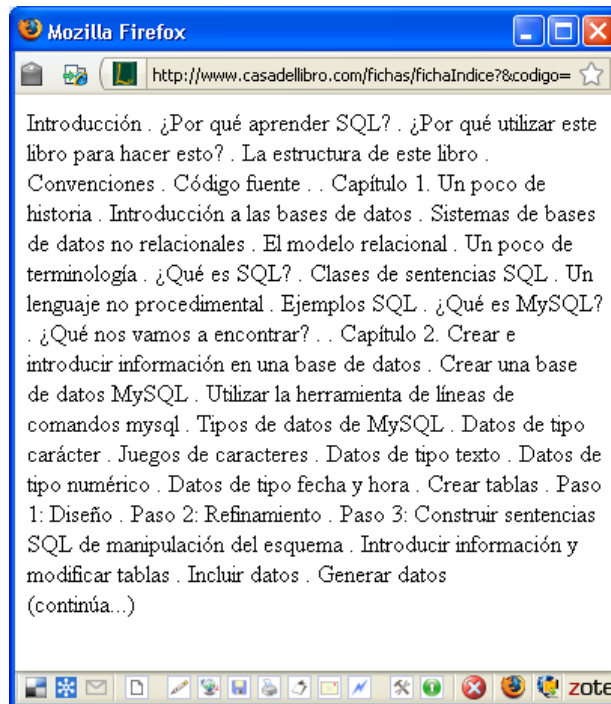 Mozilla Firefox
http://www.casadellibro.com/fichas/fichaIndice?&codigo=
Introducción . ¿Por qué aprender SQL? . ¿Por qué utilizar este
libro para hacer esto? . La estructura de este libro .
Convenciones . Código fuente . . Capítulo 1. Un poco de
historia . Introducción a las bases de datos . Sistemas de bases
de datos no relacionales . El modelo relacional . Un poco de
terminología . ¿Qué es SQL? . Clases de sentencias SQL . Un
lenguaje no procedimental . Ejemplos SQL . ¿Qué es MySQL?
. ¿Qué nos vamos a encontrar? . . Capítulo 2. Crear e
introducir información en una base de datos . Crear una base
de datos MySQL . Utilizar la herramienta de líneas de
comandos mysql . Tipos de datos de MySQL . Datos de tipo
carácter . Juegos de caracteres . Datos de tipo texto . Datos de
tipo numérico . Datos de tipo fecha y hora . Crear tablas . Paso
1: Diseño . Paso 2: Refinamiento . Paso 3: Construir sentencias
SQL de manipulación del esquema . Introducir información y
modificar tablas . Incluir datos . Generar datos
(continúa...)
zote